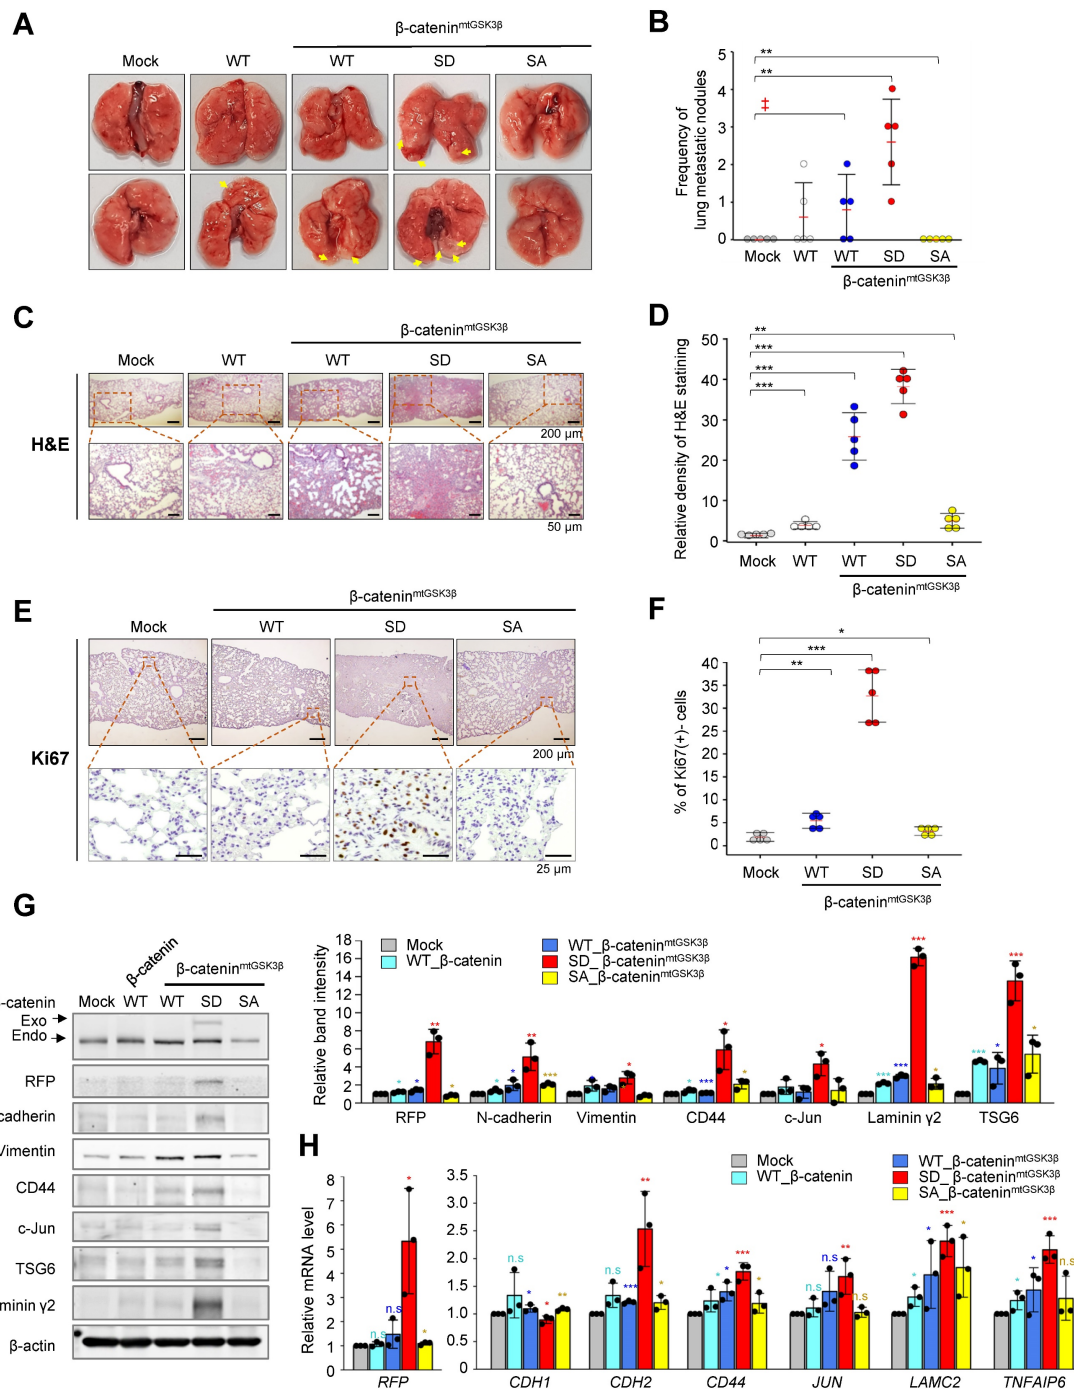 A
β-catenin^mtGSK3β
Mock WT WT SD SA
B
Frequency of
lung metastatic nodules
5
4
3
2
1
0
**
**
‡
Mock WT WT SD SA
β-catenin^mtGSK3β
C
β-catenin^mtGSK3β
Mock WT WT SD SA
H&E
200 µm
50 µm
D
Relative density of H&E staining
50
40
30
20
10
0
**
***
***
***
Mock WT WT SD SA
β-catenin^mtGSK3β
E
β-catenin^mtGSK3β
Mock WT SD SA
Ki67
200 µm
25 µm
F
% of Ki67(+)- cells
40
35
30
25
20
15
10
5
0
*
***
**
Mock WT SD SA
β-catenin^mtGSK3β
G
β-catenin
β-catenin^mtGSK3β
-catenin Mock WT WT SD SA
Exo
Endo
RFP
cadherin
Vimentin
CD44
c-Jun
TSG6
minin γ2
β-actin
Relative band intensity
18
16
14
12
10
8
6
4
2
0
Mock
WT_β-catenin
WT_β-catenin^mtGSK3β
SD_β-catenin^mtGSK3β
SA_β-catenin^mtGSK3β
* * ** *
* * ** ***
* *
* *** * *
*
*** *** *** *
*** * *** *
RFP N-cadherin Vimentin CD44 c-Jun Laminin γ2 TSG6
H
Relative mRNA level
8
7
6
5
4
3
2
1
0
3.5
3.0
2.5
2.0
1.5
1.0
0.5
0
Mock
WT_β-catenin
WT_β-catenin^mtGSK3β
SD_β-catenin^mtGSK3β
SA_β-catenin^mtGSK3β
n.s n.s * *
n.s * * **
n.s *** ** *
* * *** *
n.s n.s ** n.s
* * *** *
* * *** n.s
RFP CDH1 CDH2 CD44 JUN LAMC2 TNFAIP6